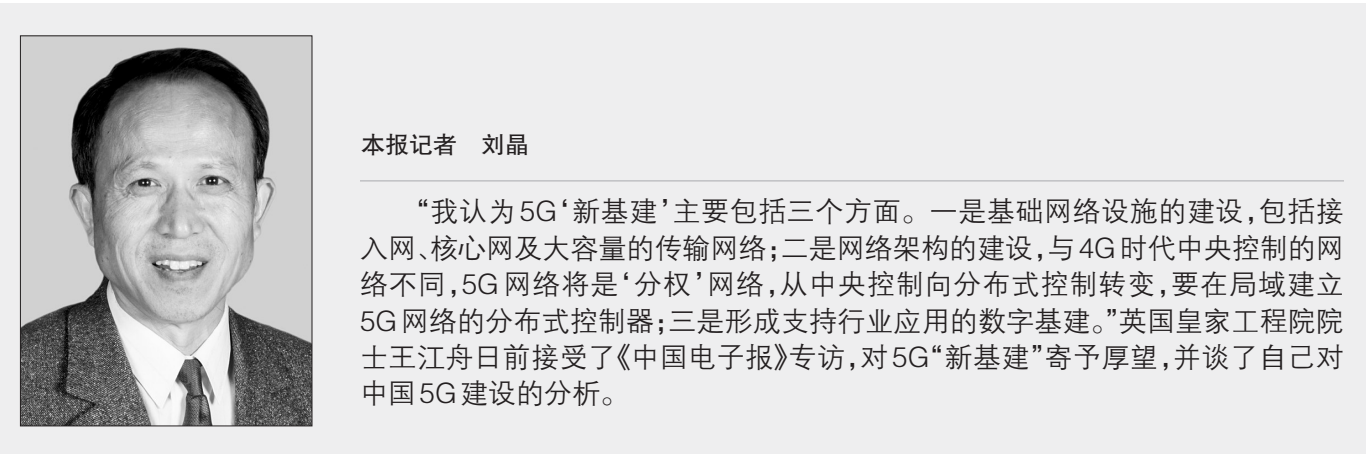 本报记者　刘晶
“我认为5G‘新基建’主要包括三个方面。一是基础网络设施的建设，包括接
入网、核心网及大容量的传输网络；二是网络架构的建设，与4G时代中央控制的网
络不同，5G网络将是‘分权’网络，从中央控制向分布式控制转变，要在局域建立
5G网络的分布式控制器；三是形成支持行业应用的数字基建。”英国皇家工程院院
士王江舟日前接受了《中国电子报》专访，对5G“新基建”寄予厚望，并谈了自己对
中国5G建设的分析。